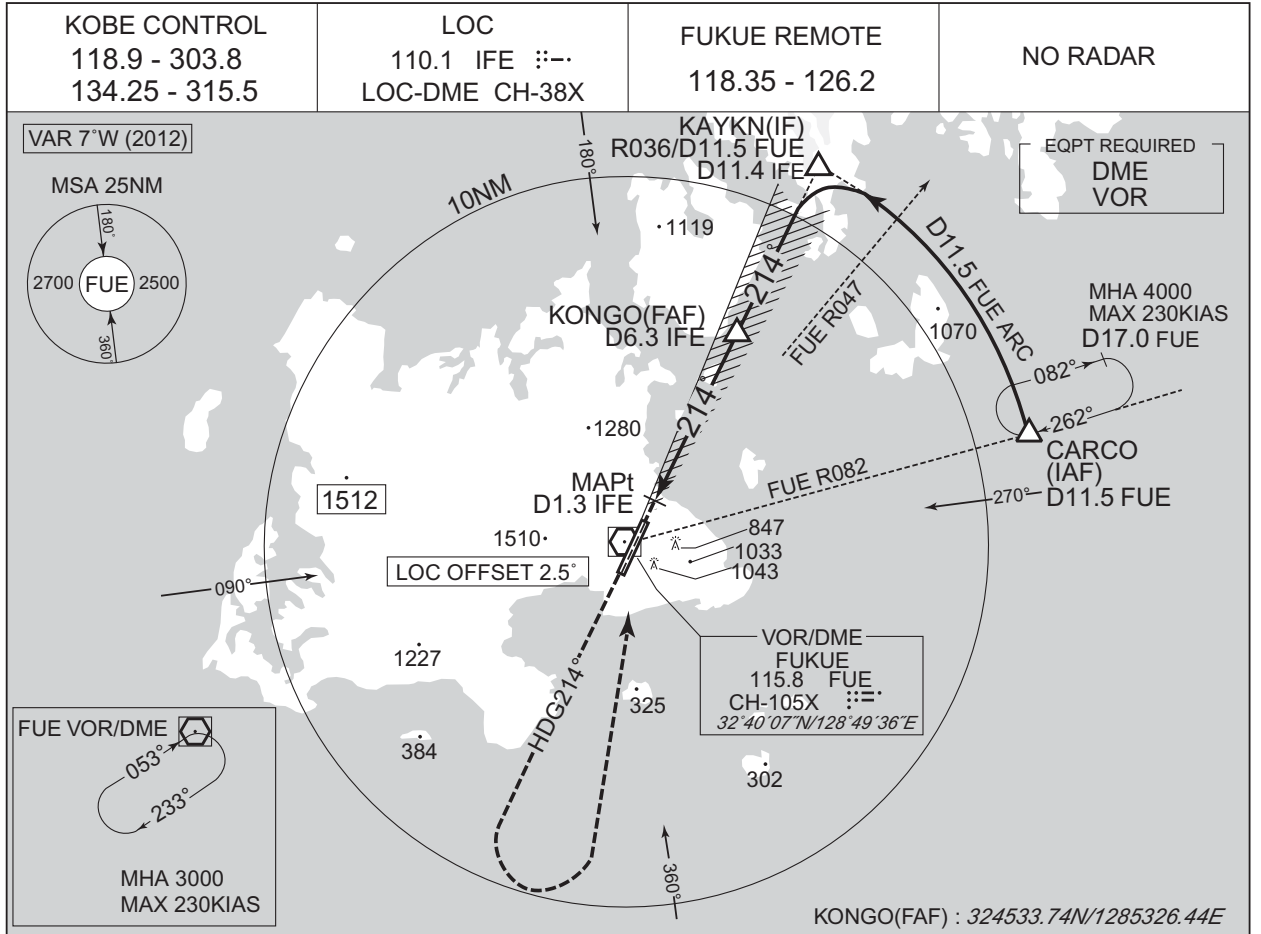 KOBE CONTROL
118.9 - 303.8
134.25 - 315.5
LOC
110.1 IFE
LOC-DME CH-38X
FUKUE REMOTE
118.35 - 126.2
NO RADAR
VAR 7°W (2012)
MSA 25NM
180°
2700
FUE
2500
360°
10NM
180°
KAYKN(IF)
R036/D11.5 FUE
D11.4 IFE
EQPT REQUIRED
DME
VOR
1119
214°
D11.5 FUE ARC
FUE R047
KONGO(FAF)
D6.3 IFE
1070
MHA 4000
MAX 230KIAS
D17.0 FUE
082°
262°
CARCO
(IAF)
D11.5 FUE
270°
214°
1280
FUE R082
1512
MAPt
D1.3 IFE
1510
LOC OFFSET 2.5°
847
1033
1043
090°
1227
VOR/DME
FUKUE
115.8 FUE
CH-105X
32°40´07˝N/128°49´36˝E
HDG214°
325
384
302
360°
FUE VOR/DME
053°
233°
MHA 3000
MAX 230KIAS
KONGO(FAF) : 324533.74N/1285326.44E